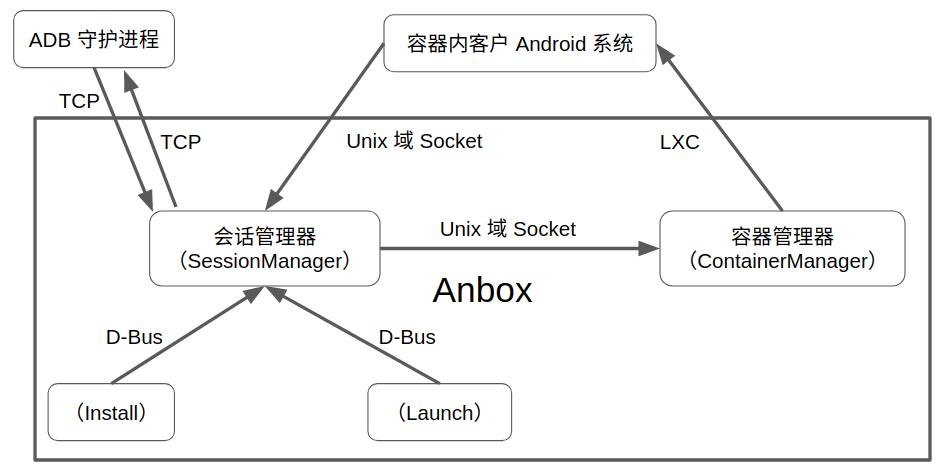 ADB 守护进程
容器内客户 Android 系统
TCP
TCP
Unix 域 Socket
LXC
会话管理器
（SessionManager）
Unix 域 Socket
容器管理器
（ContainerManager）
Anbox
D-Bus
D-Bus
（Install）
（Launch）